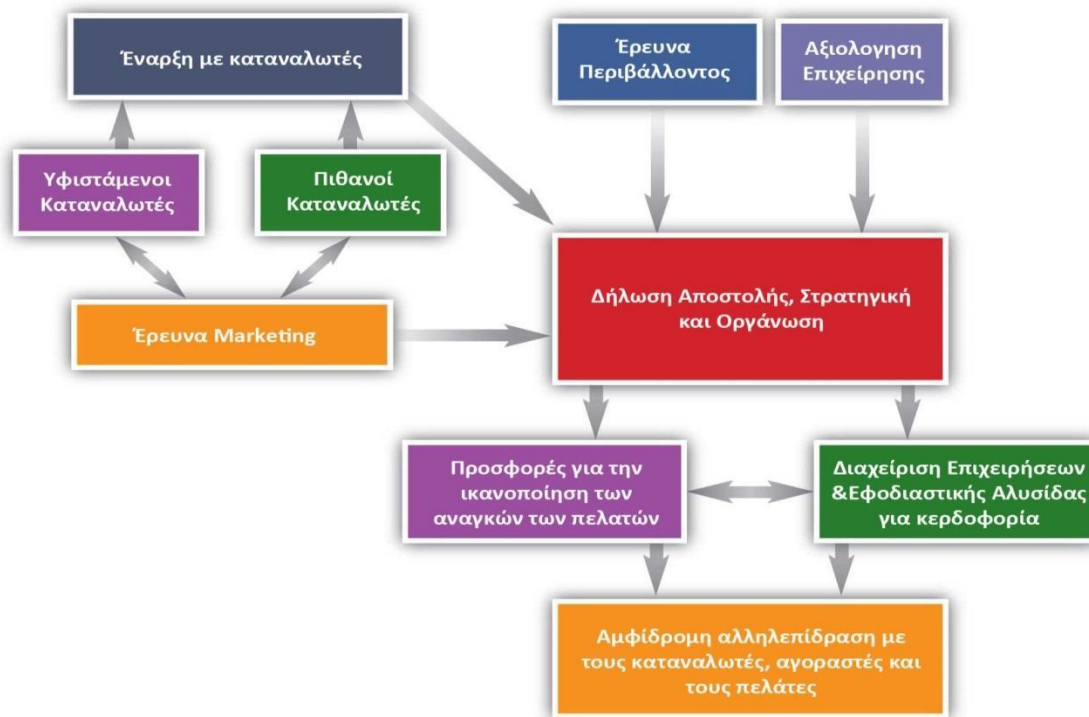 Έναρξη με καταναλωτές
Έρευνα
Περιβάλλοντος
Αξιολογηση
Επιχείρησης
Υφιστάμενοι
Καταναλωτές
Πιθανοί
Καταναλωτές
Δήλωση Αποστολής, Στρατηγική
και Οργάνωση
Έρευνα Marketing
Προσφορές για την
ικανοποίηση των
αναγκών των πελατών
Διαχείριση Επιχειρήσεων
&Εφοδιαστικής Αλυσίδας
για κερδοφορία
Αμφίδρομη αλληλεπίδραση με
τους καταναλωτές, αγοραστές και
τους πελάτες